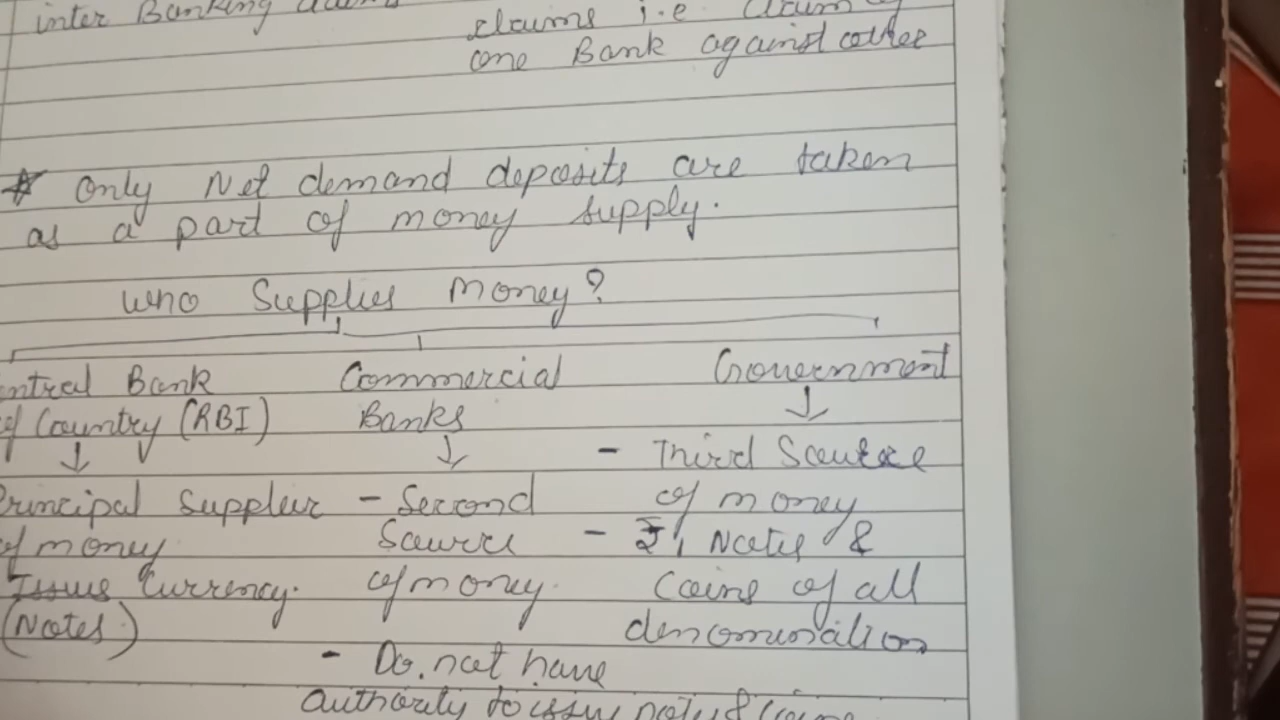 inter Banking
claims i.e. claim of
one Bank against other
* Only Net demand deposits are taken
as a part of money supply.
Who Supplies money?
entral Bank
of Country (RBI)
↓
Principal Supplier
of money
Issues Currency.
(Notes)
Commercial
Banks
↓
- Second
Source
of money.
- Do. not have
authority to issue notes & Coins
Government
↓
- Third Source
of money
- ₹1 Notes &
Coins of all
denomination